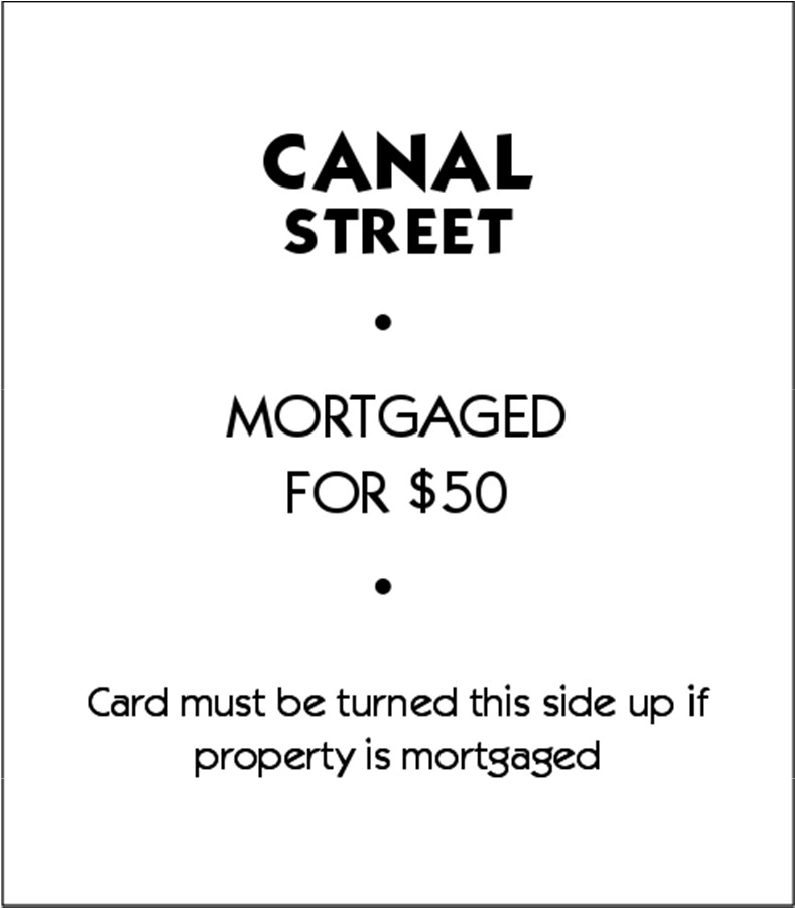 CANAL
STREET
•
MORTGAGED
FOR $50
•
Card must be turned this side up if
property is mortgaged